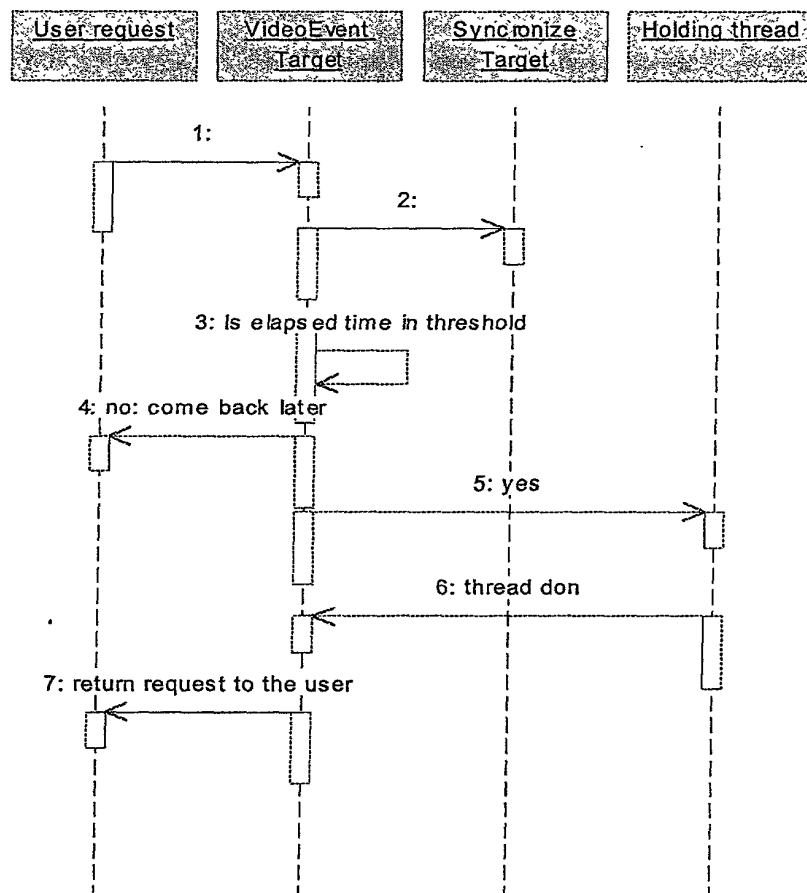 User request
VideoEvent
Target
Syncronize
Target
Holding thread
1:
2:
3: Is elapsed time in threshold
4: no: come back later
5: yes
6: thread don
7: return request to the user